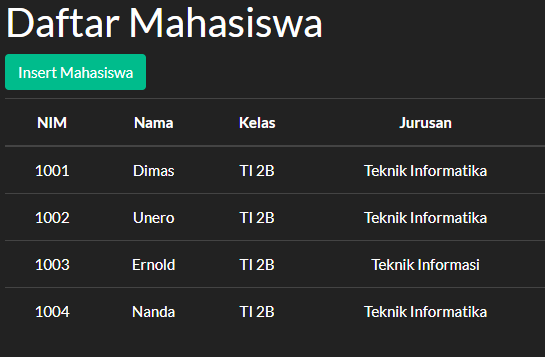 Daftar Mahasiswa
Insert Mahasiswa
NIM Nama Kelas Jurusan
1001 Dimas TI 2B Teknik Informatika
1002 Unero TI 2B Teknik Informatika
1003 Ernold TI 2B Teknik Informasi
1004 Nanda TI 2B Teknik Informatika